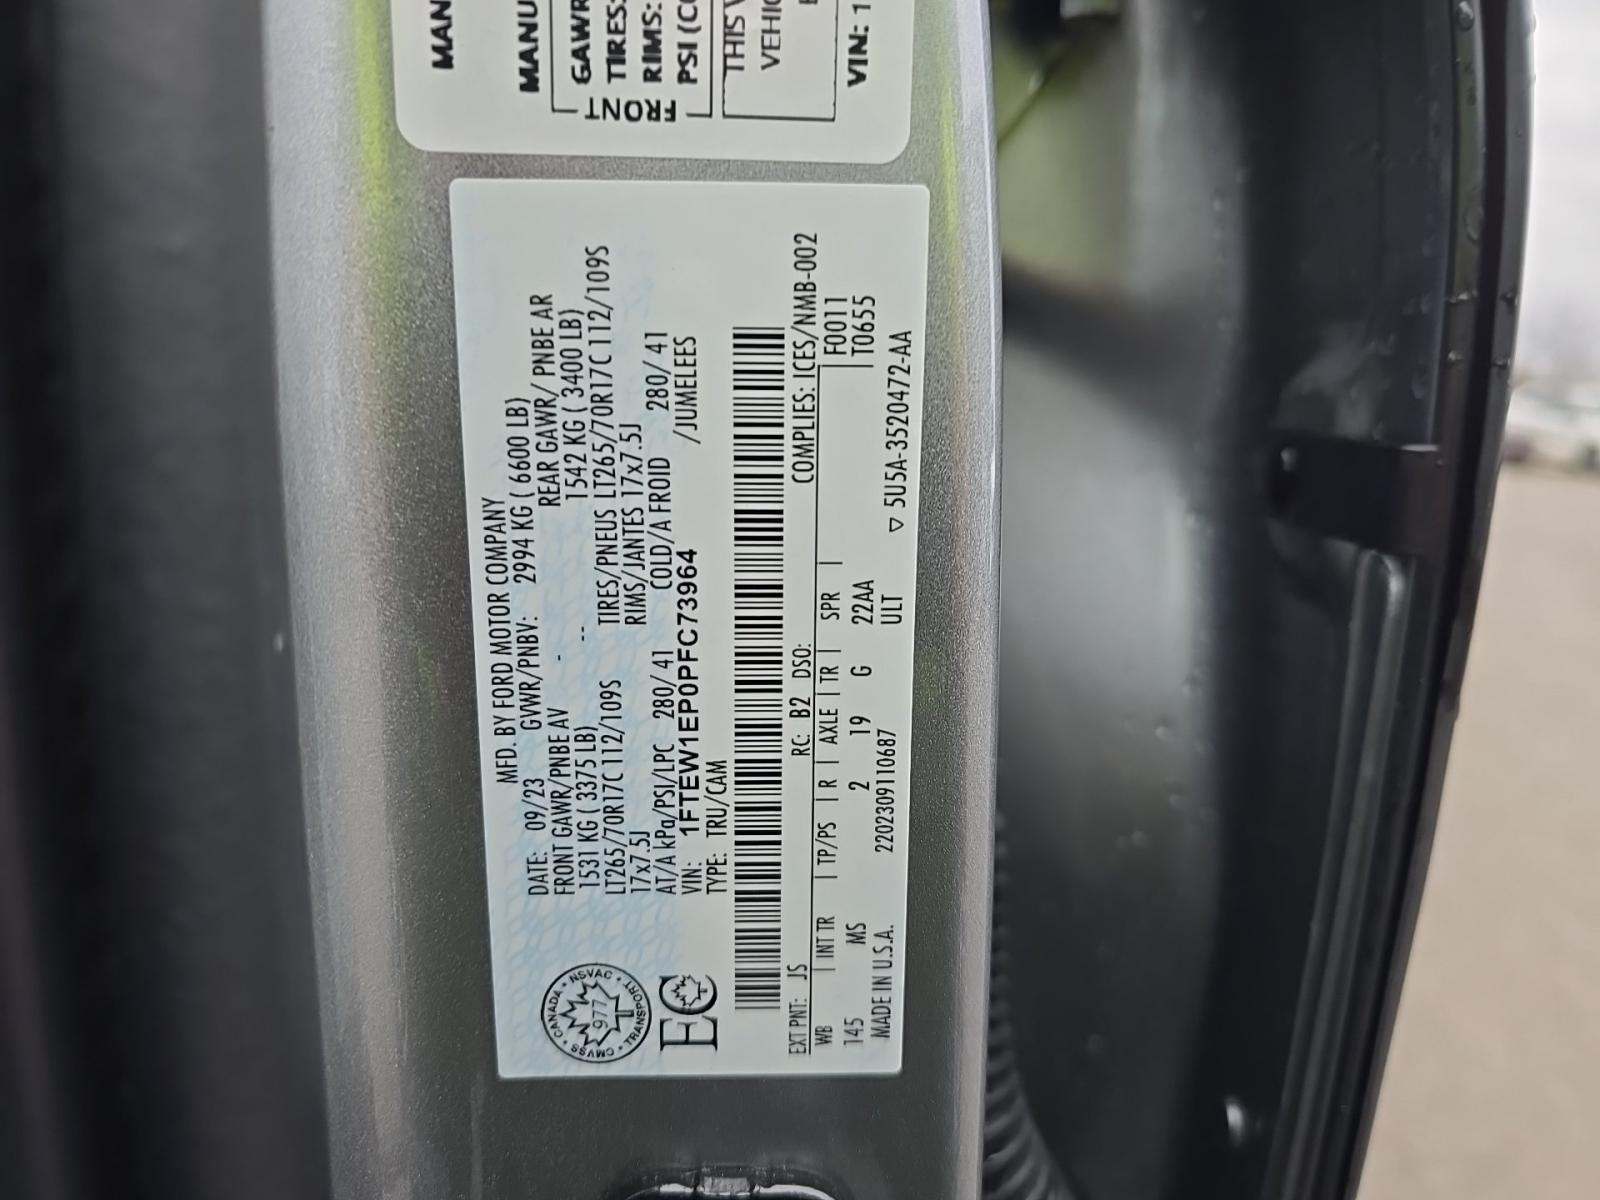 MAN
MANU
GAWR
TIRES:
RIMS:
PSI (CO
FRONT
THIS V
VEHIC
VIN: 1
MFD. BY FORD MOTOR COMPANY
DATE: 09/23 GVWR/PNBV: 2994 KG ( 6600 LB)
FRONT GAWR/PNBE AV - REAR GAWR/ PNBE AR
1531 KG ( 3375 LB) -- 1542 KG ( 3400 LB)
LT265/70R17C 112/109S TIRES/PNEUS LT265/70R17C 112/109S
17x7.5J RIMS/JANTES 17x7.5J
AT/A kPa/PSI/LPC 280/ 41 COLD/A FROID 280/ 41
VIN: 1FTEW1EP0PFC73964 /JUMELEES
TYPE: TRU/CAM
CANADA • NSVAC • TRANSPORT • CMVSS •
977
T
EC
EXT PNT: JS RC: B2 DSO: COMPLIES: ICES/NMB-002
WB | INT TR | TP/PS | R | AXLE | TR | SPR | F0011
145 MS 2 19 G 22AA T0655
MADE IN U.S.A. 2202309110687 ULT ▽ 5U5A-3520472-AA